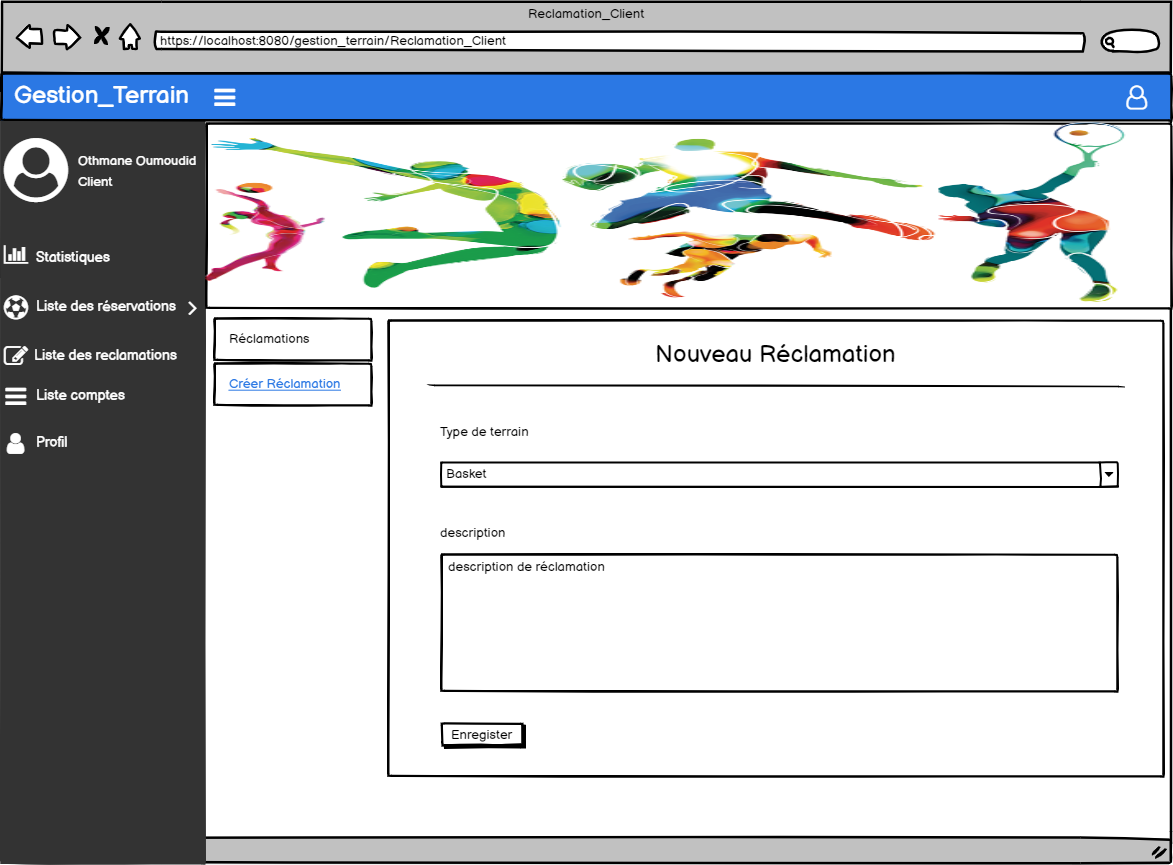 Reclamation_Client
https://localhost:8080/gestion_terrain/Reclamation_Client
Gestion_Terrain
Othmane Oumoudid
Client
Statistiques
Liste des réservations
Liste des reclamations
Liste comptes
Profil
Réclamations
Créer Réclamation
Nouveau Réclamation
Type de terrain
Basket
description
description de réclamation
Enregister